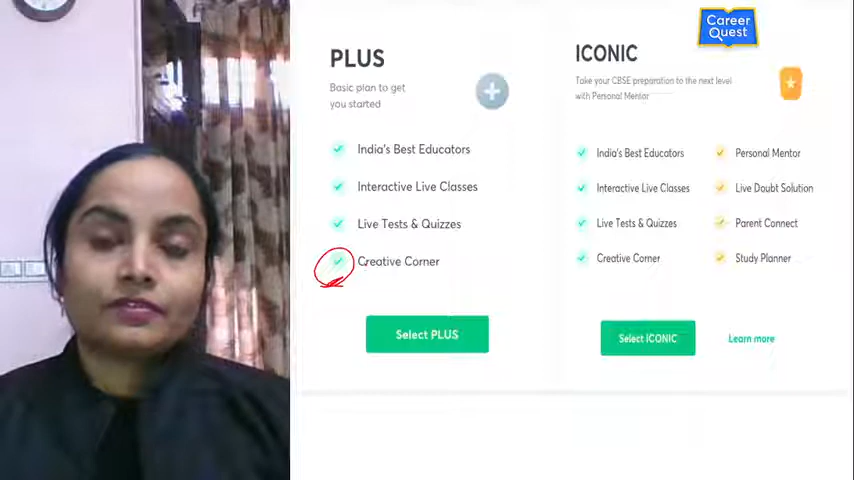 Career
Quest
PLUS
Basic plan to get
you started
India's Best Educators
Interactive Live Classes
Live Tests & Quizzes
Creative Corner
Select PLUS
ICONIC
Take your CBSE preparation to the next level
with Personal Mentor
India's Best Educators
Interactive Live Classes
Live Tests & Quizzes
Creative Corner
Personal Mentor
Live Doubt Solution
Parent Connect
Study Planner
Select ICONIC
Learn more